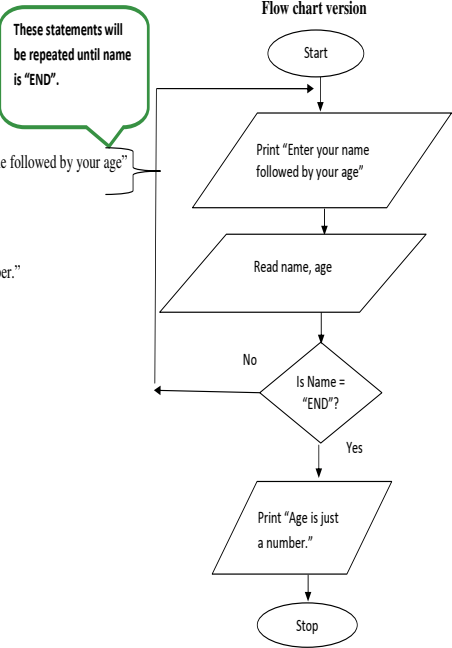 Flow chart version
These statements will
be repeated until name
is “END”.
Start
Print “Enter your name
followed by your age”
e followed by your age”
Read name, age
ber.”
No
Is Name =
“END”?
Yes
Print “Age is just
a number.”
Stop